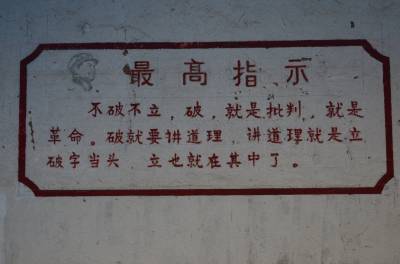 最高指示
不破不立，破，就是批判，就是
革命。破就要讲道理，讲道理就是立
破字当头 立也就在其中了。